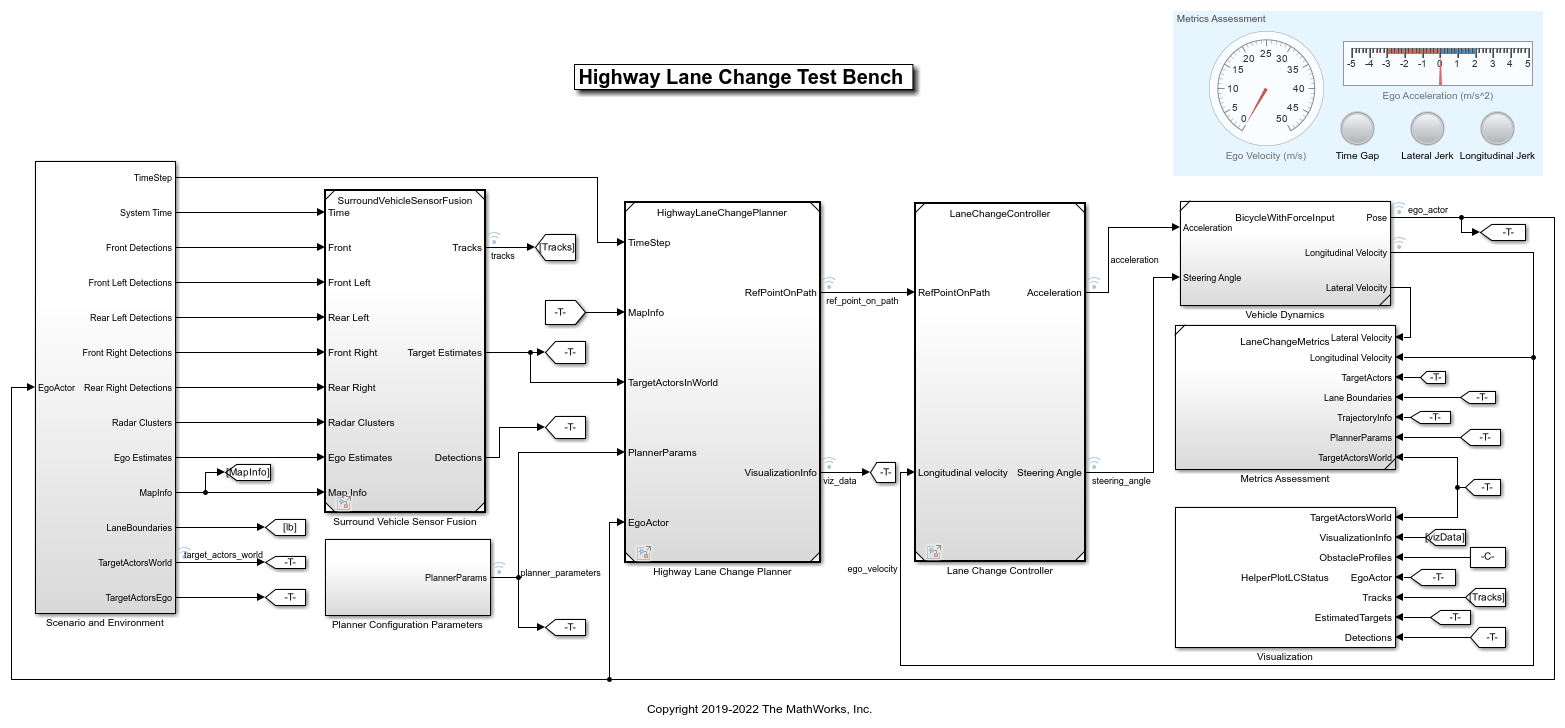 Highway Lane Change Test Bench
Metrics Assessment
0
5
10
15
20
25
30
35
40
45
50
Ego Velocity (m/s)
-5 -4 -3 -2 -1 0 1 2 3 4 5
Ego Acceleration (m/s^2)
Time Gap
Lateral Jerk
Longitudinal Jerk
EgoActor
TimeStep
System Time
Front Detections
Front Left Detections
Rear Left Detections
Front Right Detections
Rear Right Detections
Radar Clusters
Ego Estimates
MapInfo
LaneBoundaries
TargetActorsWorld
TargetActorsEgo
Scenario and Environment
[MapInfo]
[lb]
target_actors_world
-T-
-T-
SurroundVehicleSensorFusion
Time
Front
Front Left
Rear Left
Front Right
Rear Right
Radar Clusters
Ego Estimates
Map Info
Tracks
Target Estimates
Detections
Surround Vehicle Sensor Fusion
tracks
[Tracks]
-T-
-T-
-T-
PlannerParams
Planner Configuration Parameters
planner_parameters
-T-
HighwayLaneChangePlanner
TimeStep
MapInfo
TargetActorsInWorld
PlannerParams
EgoActor
RefPointOnPath
VisualizationInfo
Highway Lane Change Planner
ref_point_on_path
viz_data
-T-
ego_velocity
LaneChangeController
RefPointOnPath
Longitudinal velocity
Acceleration
Steering Angle
Lane Change Controller
acceleration
steering_angle
BicycleWithForceInput
Acceleration
Steering Angle
Pose
Longitudinal Velocity
Lateral Velocity
Vehicle Dynamics
ego_actor
-T-
LaneChangeMetrics
Lateral Velocity
Longitudinal Velocity
TargetActors
Lane Boundaries
TrajectoryInfo
PlannerParams
TargetActorsWorld
Metrics Assessment
-T-
-T-
-T-
-T-
-T-
HelperPlotLCStatus
TargetActorsWorld
VisualizationInfo
ObstacleProfiles
EgoActor
Tracks
EstimatedTargets
Detections
Visualization
[vizData]
-C-
-T-
[Tracks]
-T-
-T-
Copyright 2019-2022 The MathWorks, Inc.